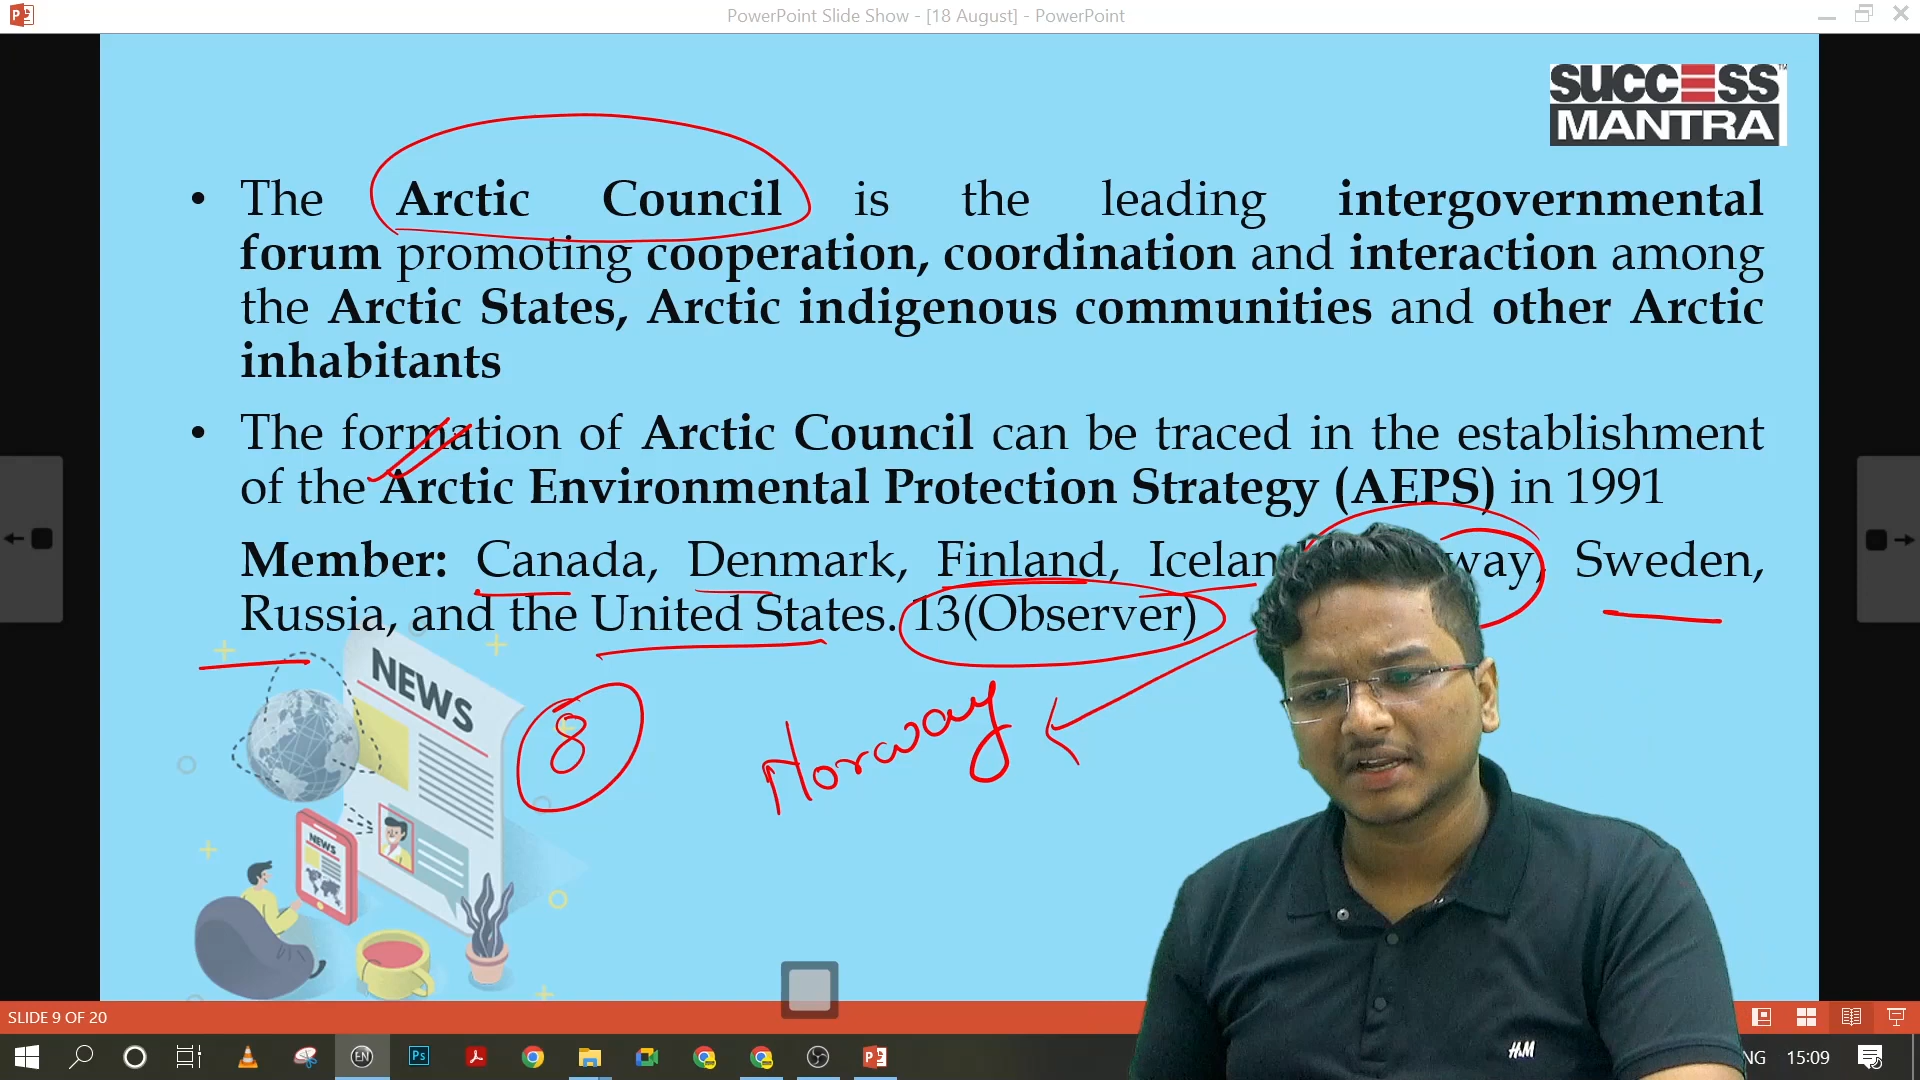 PowerPoint Slide Show - [18 August] - PowerPoint
SUCCESS
MANTRA
• The Arctic Council is the leading intergovernmental
forum promoting cooperation, coordination and interaction among
the Arctic States, Arctic indigenous communities and other Arctic
inhabitants
• The formation of Arctic Council can be traced in the establishment
of the Arctic Environmental Protection Strategy (AEPS) in 1991
Member: Canada, Denmark, Finland, Icelan way, Sweden,
Russia, and the United States. 13(Observer)
NEWS
8
Norway
NEWS
H&M
SLIDE 9 OF 20
EN
Ps
NG 15:09